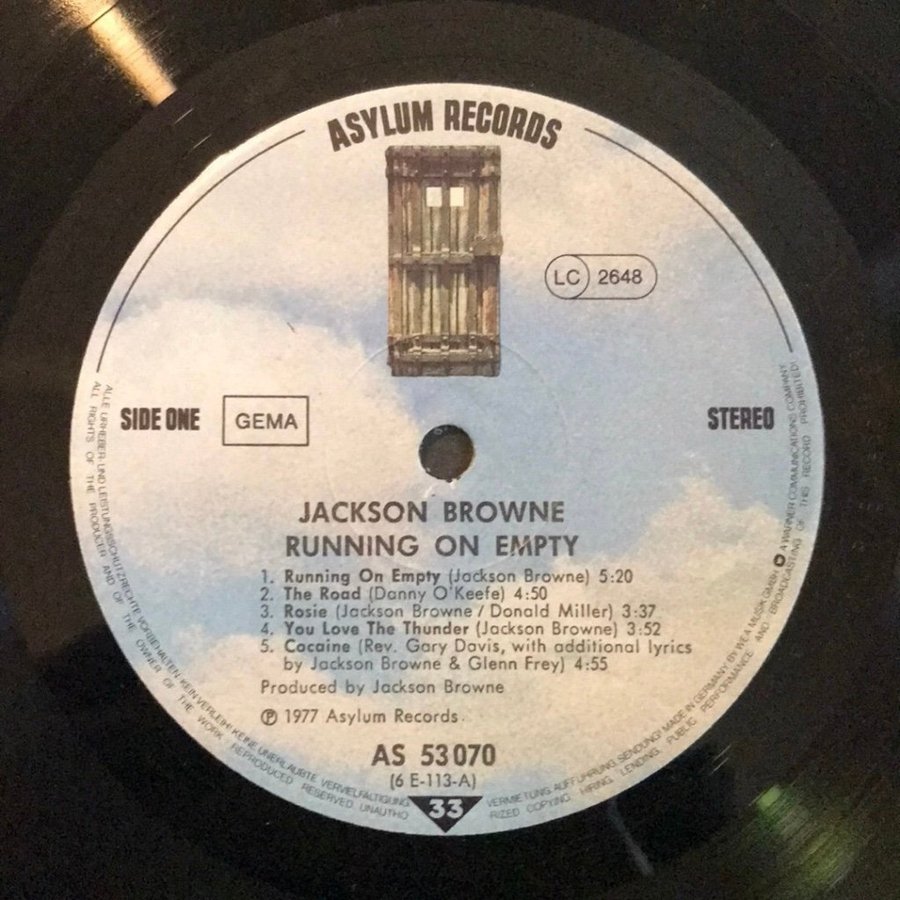 ASYLUM RECORDS
LC 2648
SIDE ONE
GEMA
STEREO
JACKSON BROWNE
RUNNING ON EMPTY
1. Running On Empty (Jackson Browne) 5:20
2. The Road (Danny O'Keefe) 4:50
3. Rosie (Jackson Browne / Donald Miller) 3:37
4. You Love The Thunder (Jackson Browne) 3:52
5. Cocaine (Rev. Gary Davis, with additional lyrics
by Jackson Browne & Glenn Frey) 4:55
Produced by Jackson Browne
℗ 1977 Asylum Records.
AS 53 070
(6 E-113-A)
33
ALLE URHEBER- UND LEISTUNGSSCHUTZRECHTE VORBEHALTEN. KEIN VERLEIH! KEINE UNERLAUBTE VERVIELFÄLTIGUNG, VERMIETUNG, AUFFÜHRUNG, SENDUNG! MADE IN GERMANY BY WEA MUSIK GMBH. A WARNER COMMUNICATIONS COMPANY
ALL RIGHTS OF THE PRODUCER AND OF THE OWNER OF THE WORK REPRODUCED RESERVED. UNAUTHORIZED COPYING, HIRING, LENDING, PUBLIC PERFORMANCE AND BROADCASTING OF THIS RECORD PROHIBITED!